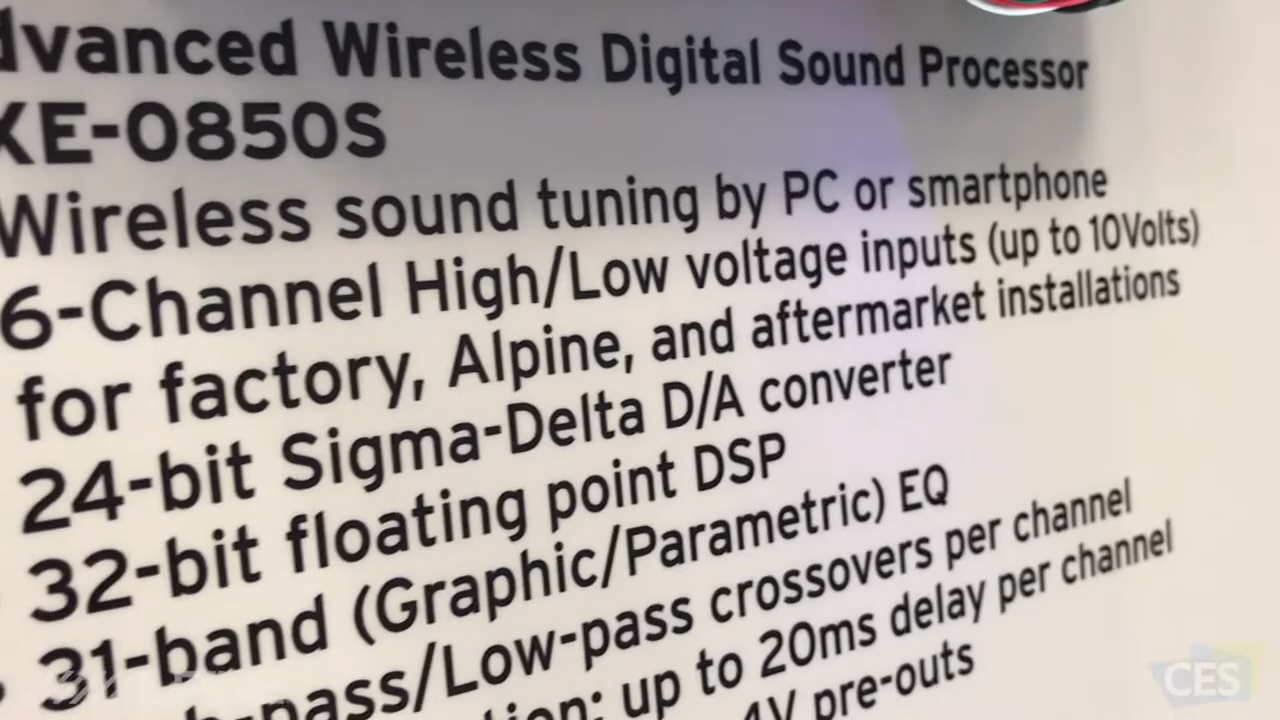 dvanced Wireless Digital Sound Processor
XE-0850S
Wireless sound tuning by PC or smartphone
6-Channel High/Low voltage inputs (up to 10Volts)
for factory, Alpine, and aftermarket installations
24-bit Sigma-Delta D/A converter
32-bit floating point DSP
31-band (Graphic/Parametric) EQ
h-pass/Low-pass crossovers per channel
tion: up to 20ms delay per channel
4V pre-outs
CES